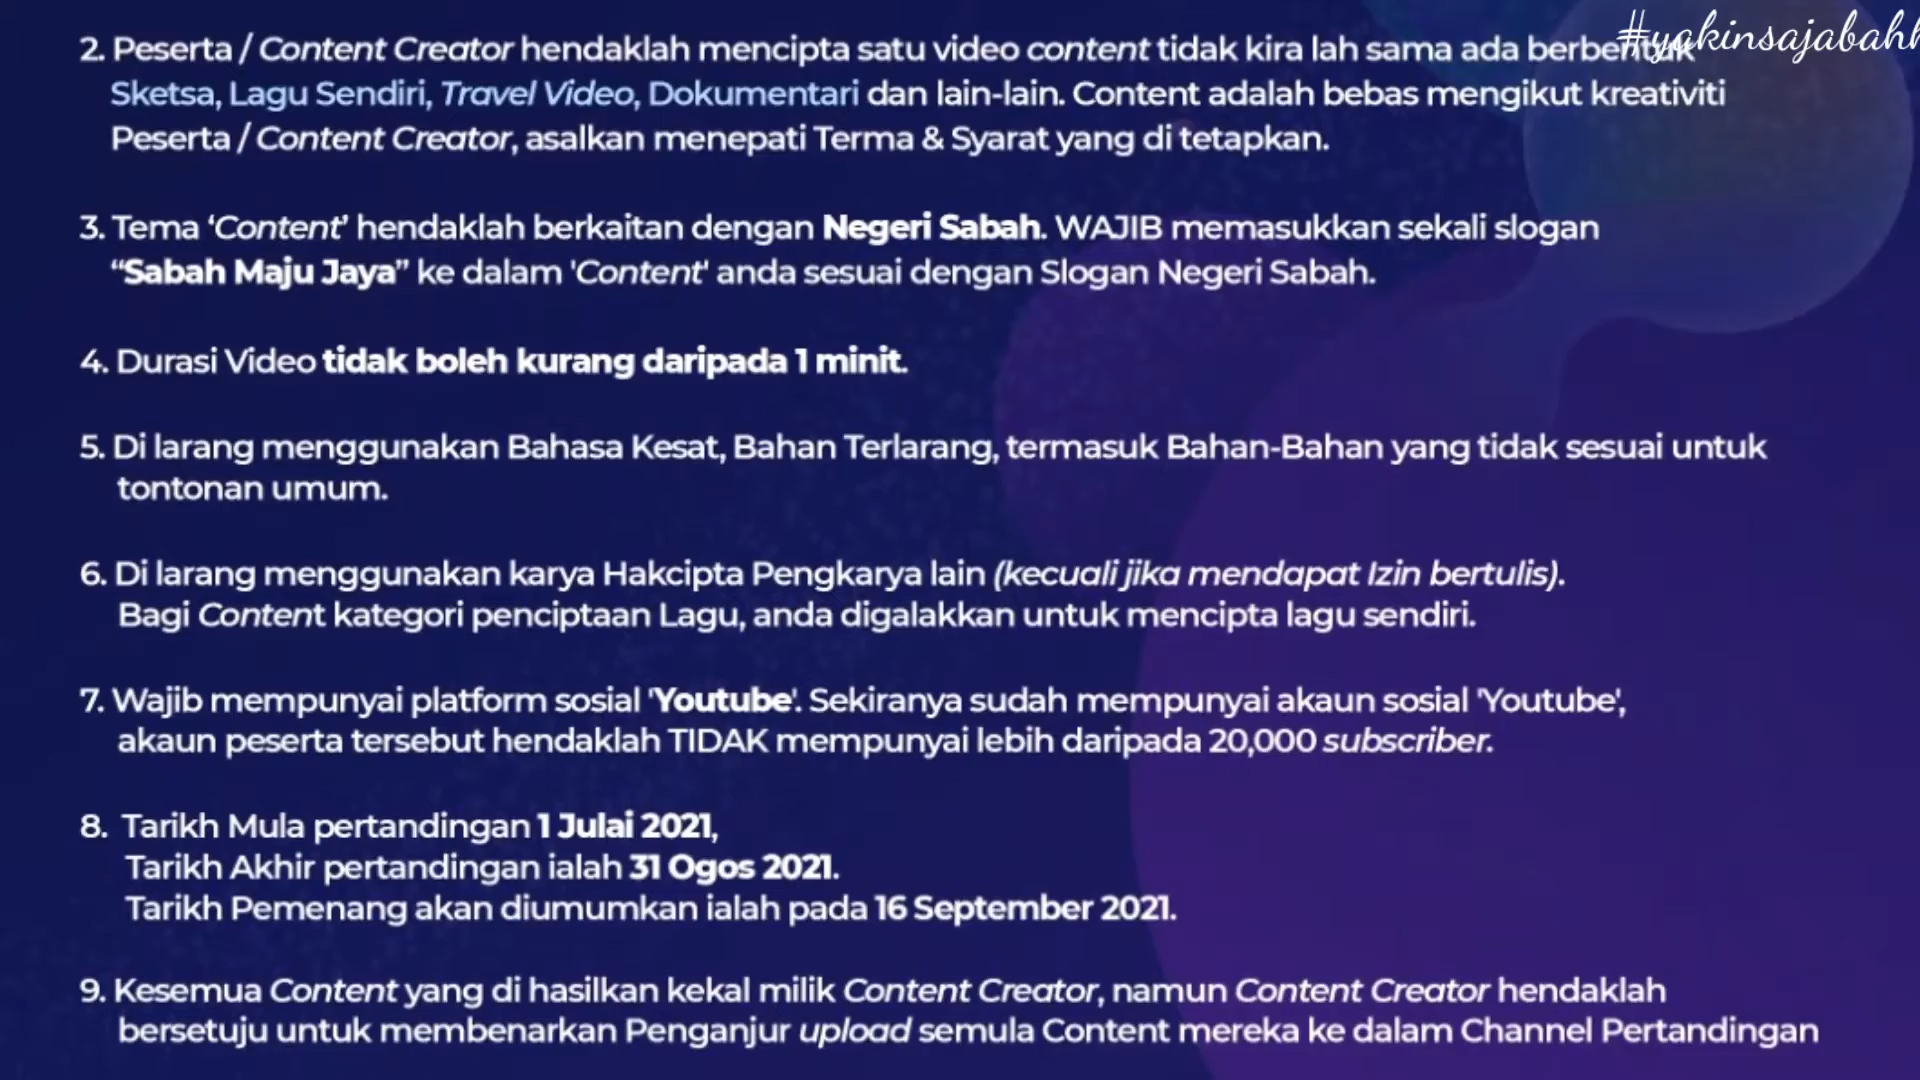 #yakinsajabahh
2. Peserta / Content Creator hendaklah mencipta satu video content tidak kira lah sama ada berbentuk
Sketsa, Lagu Sendiri, Travel Video, Dokumentari dan lain-lain. Content adalah bebas mengikut kreativiti
Peserta / Content Creator, asalkan menepati Terma & Syarat yang di tetapkan.
3. Tema ‘Content’ hendaklah berkaitan dengan Negeri Sabah. WAJIB memasukkan sekali slogan
“Sabah Maju Jaya” ke dalam 'Content' anda sesuai dengan Slogan Negeri Sabah.
4. Durasi Video tidak boleh kurang daripada 1 minit.
5. Di larang menggunakan Bahasa Kesat, Bahan Terlarang, termasuk Bahan-Bahan yang tidak sesuai untuk
tontonan umum.
6. Di larang menggunakan karya Hakcipta Pengkarya lain (kecuali jika mendapat Izin bertulis).
Bagi Content kategori penciptaan Lagu, anda digalakkan untuk mencipta lagu sendiri.
7. Wajib mempunyai platform sosial 'Youtube'. Sekiranya sudah mempunyai akaun sosial 'Youtube',
akaun peserta tersebut hendaklah TIDAK mempunyai lebih daripada 20,000 subscriber.
8. Tarikh Mula pertandingan 1 Julai 2021,
Tarikh Akhir pertandingan ialah 31 Ogos 2021.
Tarikh Pemenang akan diumumkan ialah pada 16 September 2021.
9. Kesemua Content yang di hasilkan kekal milik Content Creator, namun Content Creator hendaklah
bersetuju untuk membenarkan Penganjur upload semula Content mereka ke dalam Channel Pertandingan